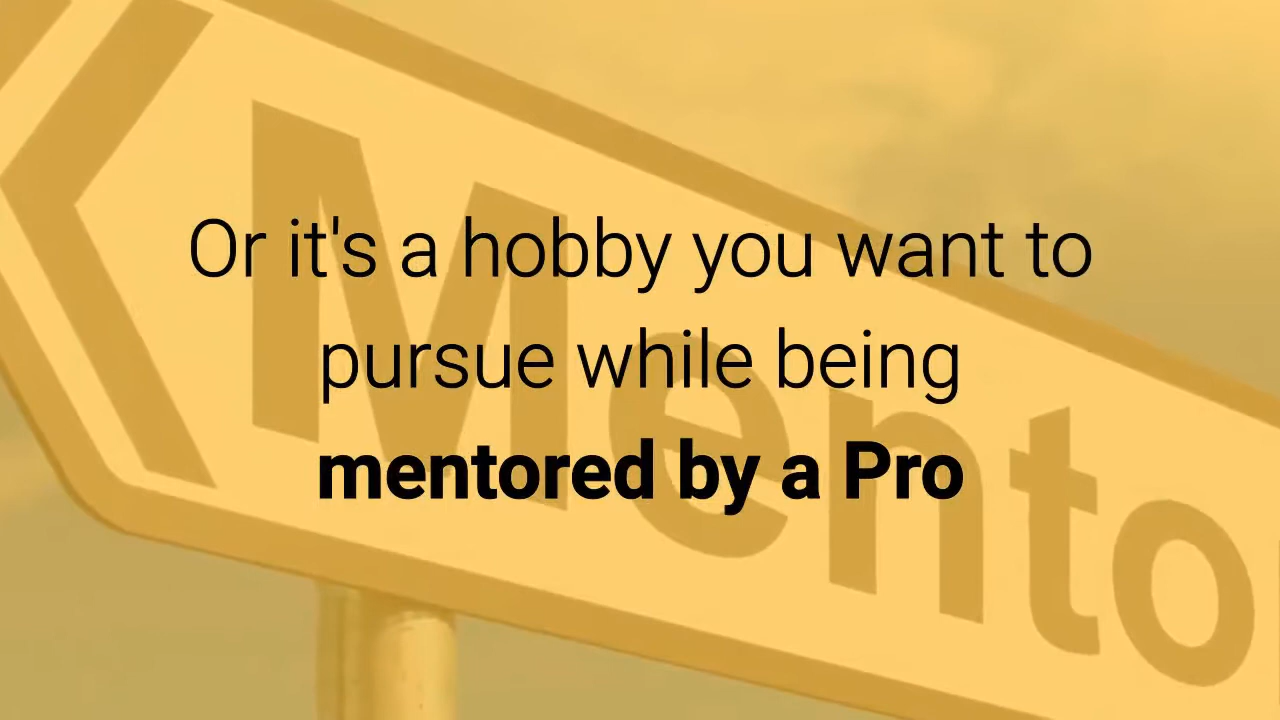 Or it's a hobby you want to
pursue while being
mentored by a Pro
Mento